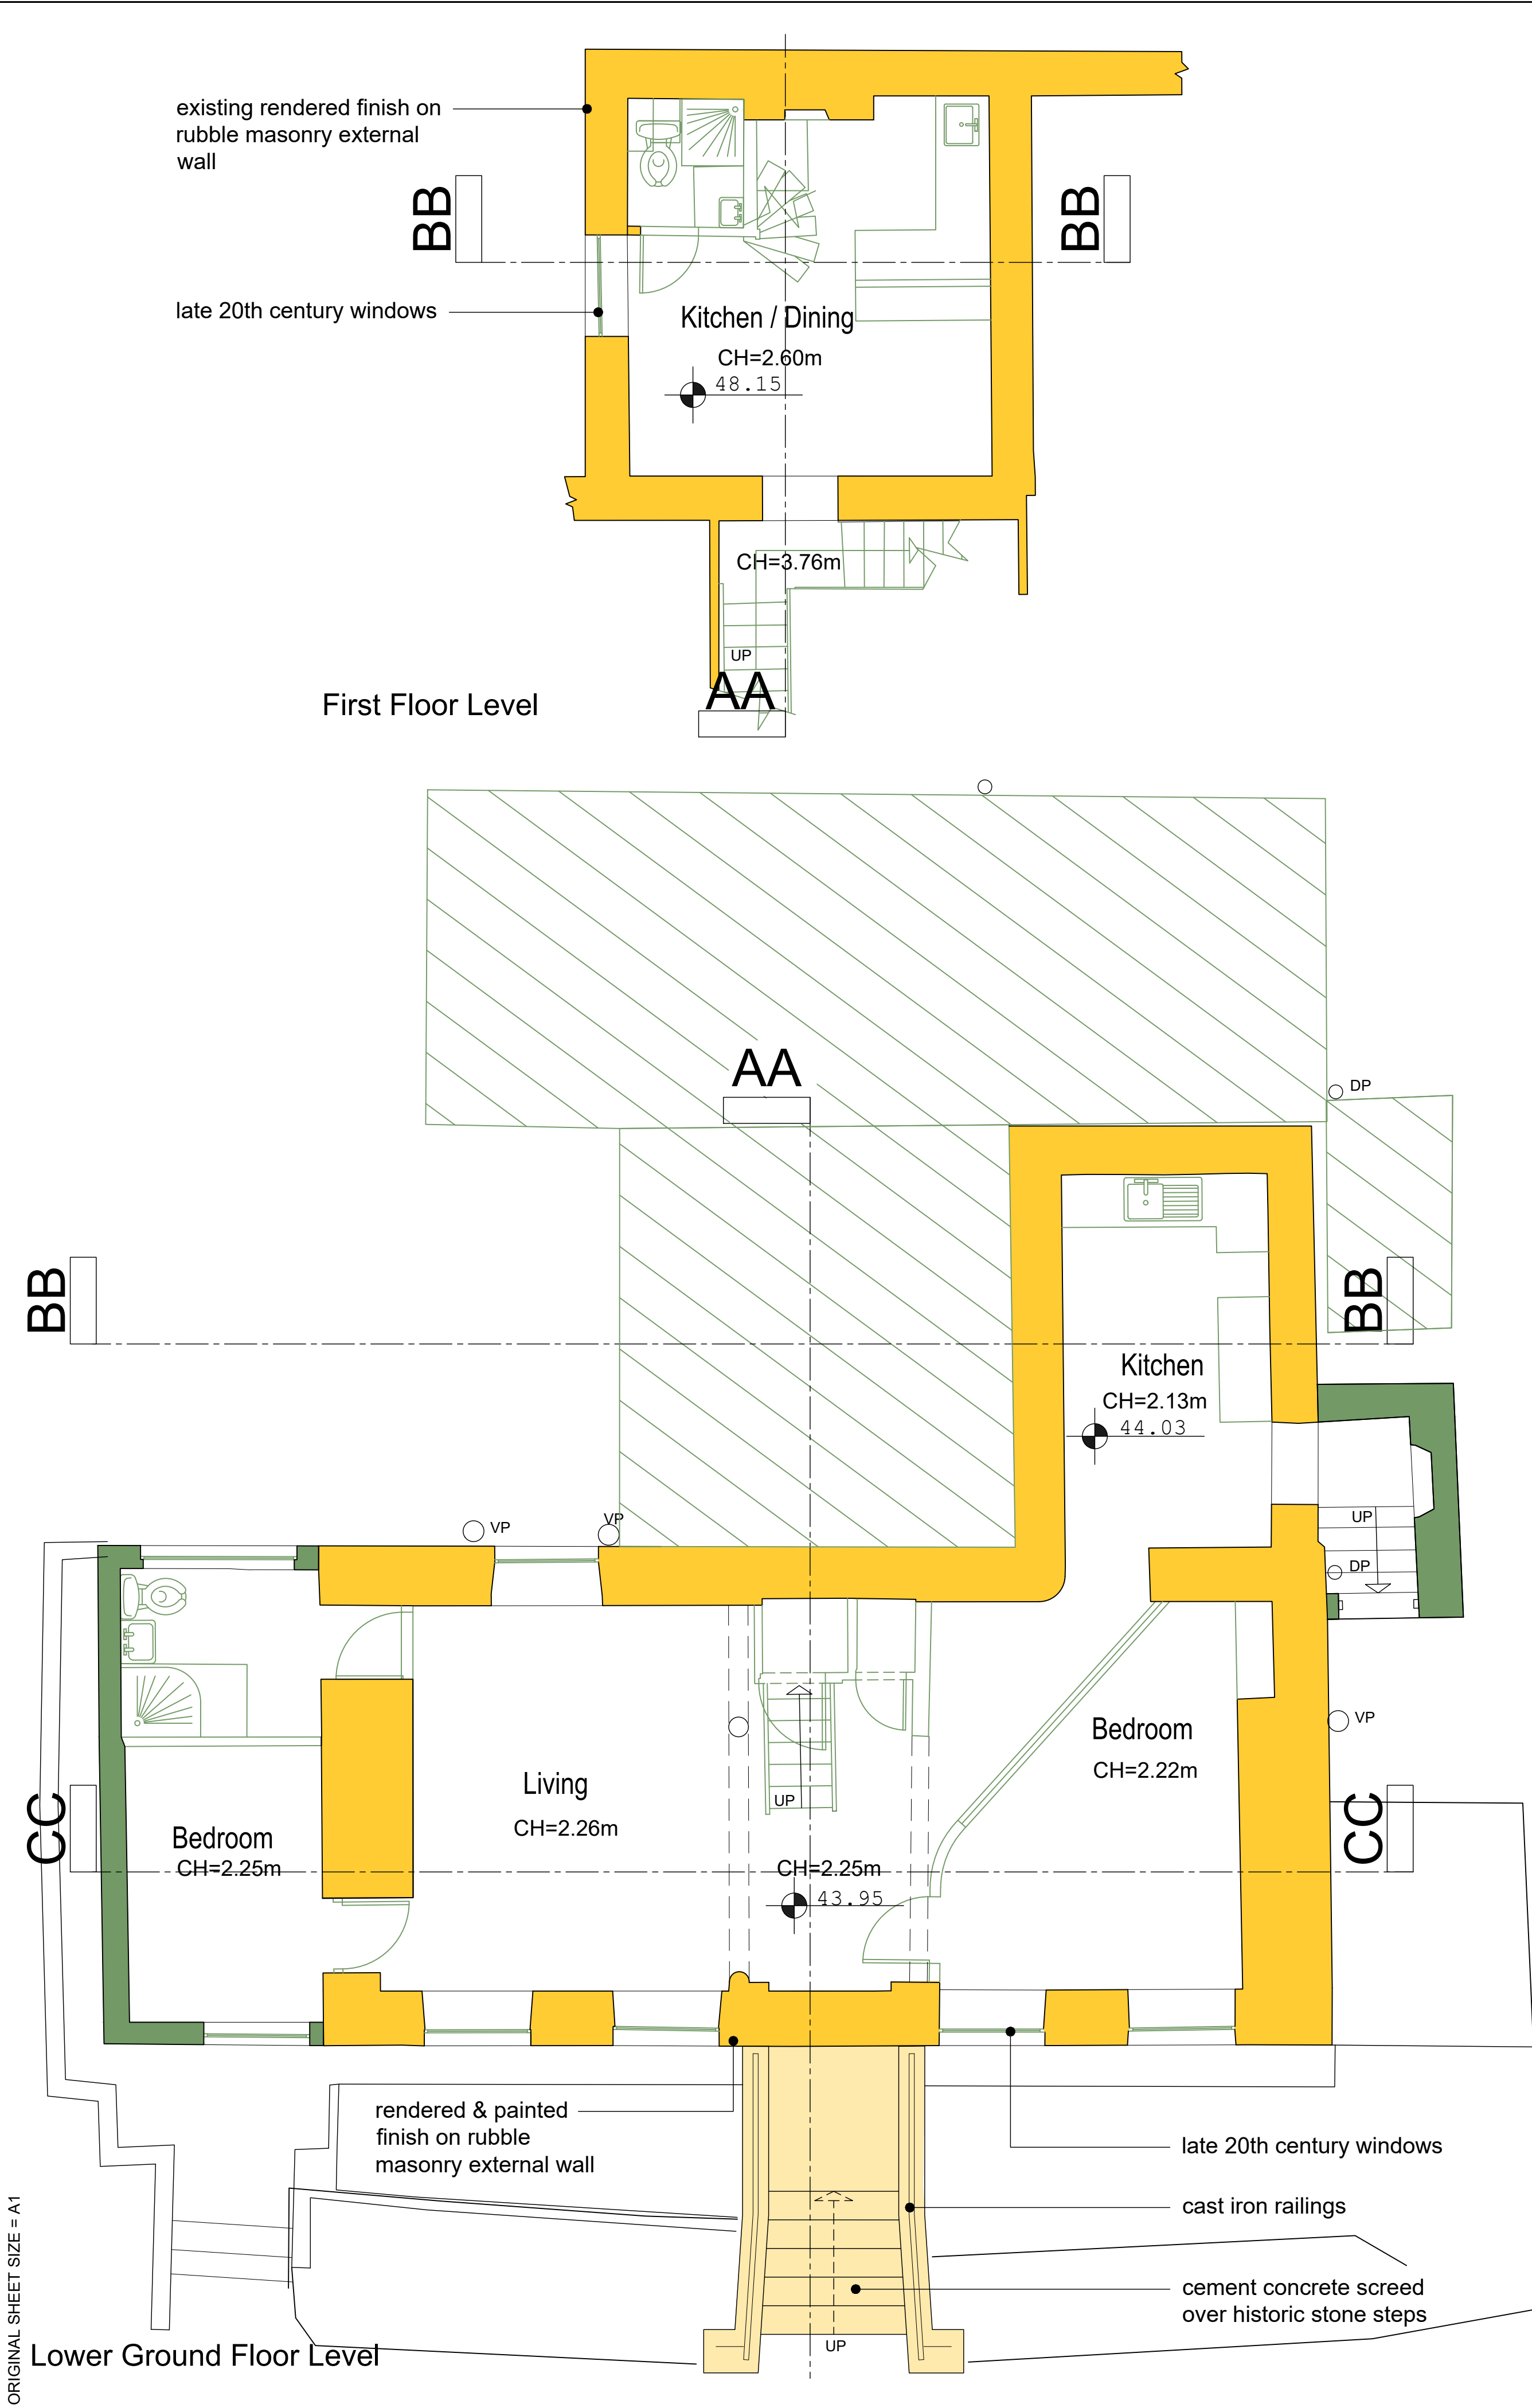 existing rendered finish on
rubble masonry external
wall
BB
BB
late 20th century windows
Kitchen / Dining
CH=2.60m
48.15
CH=3.76m
UP
AA
First Floor Level
AA
DP
BB
BB
Kitchen
CH=2.13m
44.03
VP
VP
UP
DP
VP
Bedroom
CH=2.22m
Living
CH=2.26m
UP
CC
CC
Bedroom
CH=2.25m
CH=2.25m
43.95
rendered & painted
finish on rubble
masonry external wall
late 20th century windows
cast iron railings
cement concrete screed
over historic stone steps
UP
Lower Ground Floor Level
ORIGINAL SHEET SIZE = A1